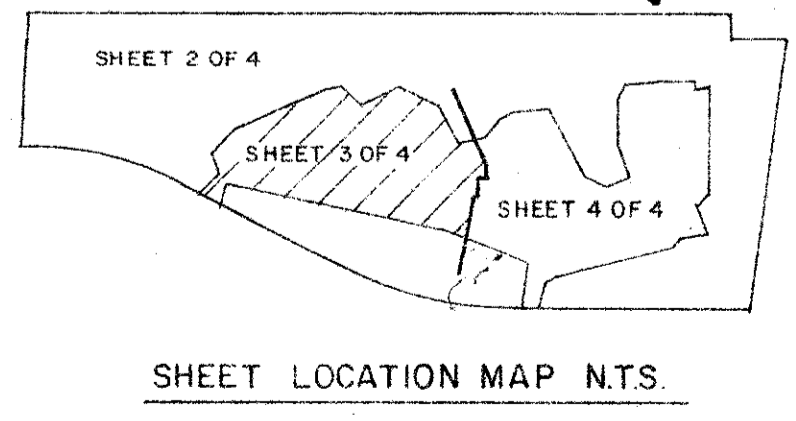 SHEET 2 OF 4
SHEET 3 OF 4
SHEET 4 OF 4
SHEET LOCATION MAP N.T.S.